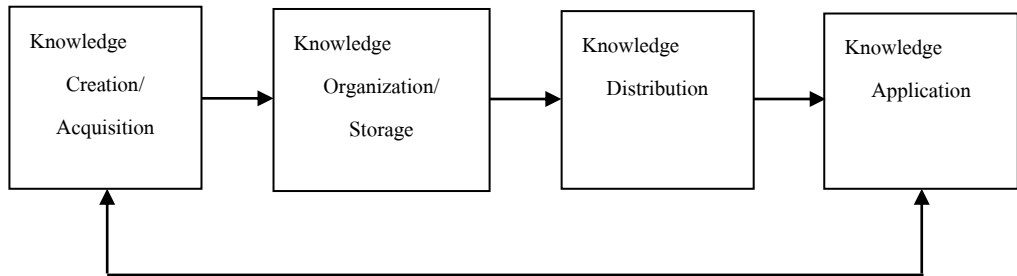 Knowledge
Creation/
Acquisition
Knowledge
Organization/
Storage
Knowledge
Distribution
Knowledge
Application